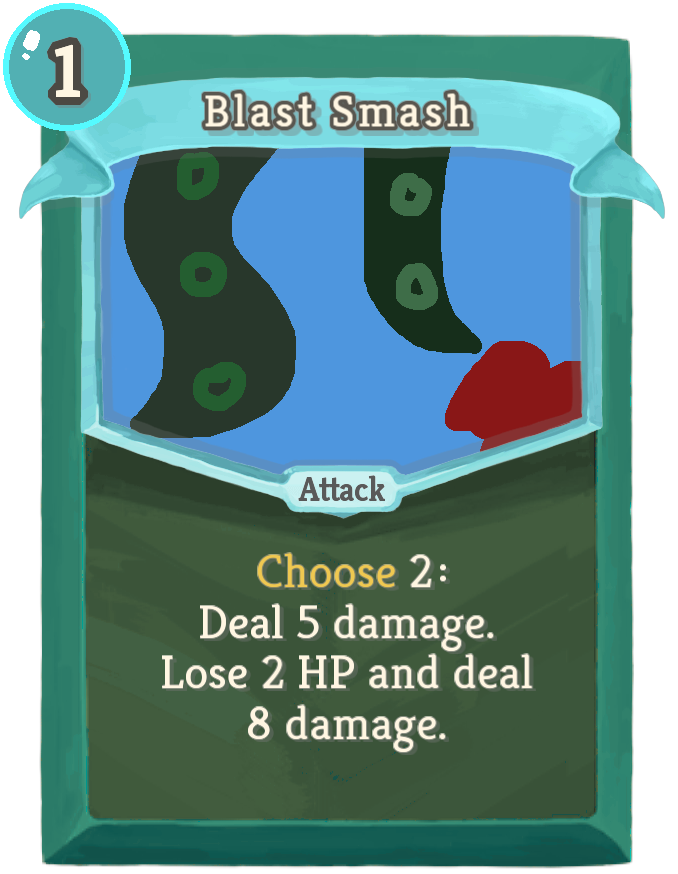 1
Blast Smash
Attack
Choose 2:
Deal 5 damage.
Lose 2 HP and deal
8 damage.